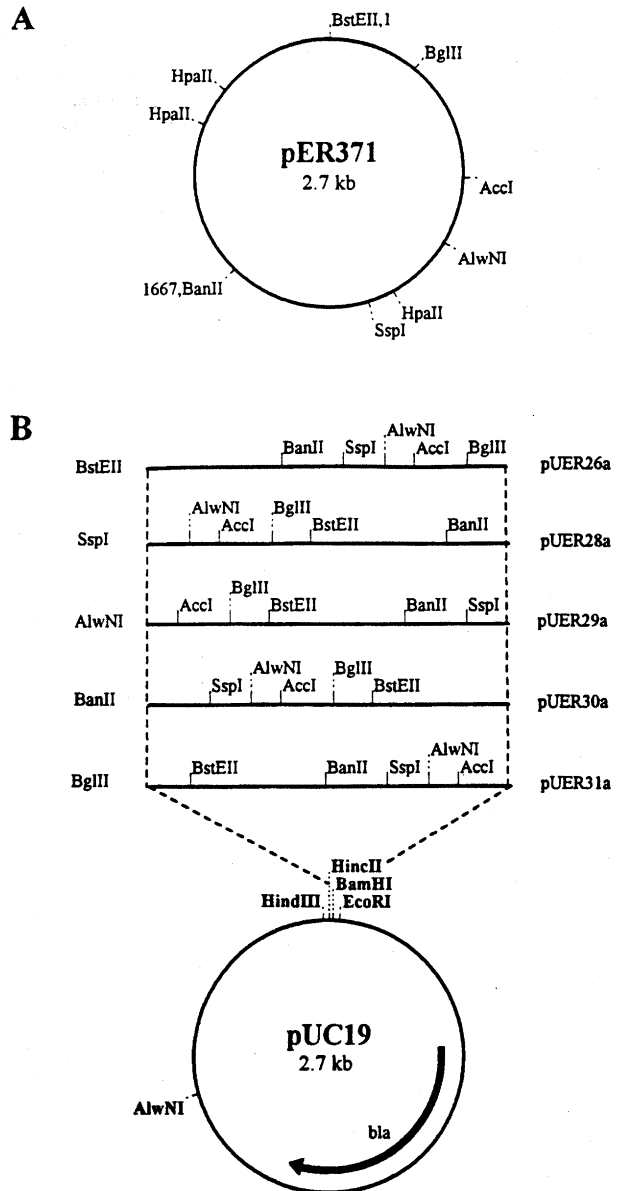 A
BstEII,1
BglII
HpaII
HpaII
pER371
2.7 kb
AccI
AlwNI
1667,BanII
HpaII
SspI
B
AlwNI
BanII SspI AccI BglII
BstEII pUER26a
AlwNI BglII
AccI BstEII BanII
SspI pUER28a
BglII
AccI BstEII BanII SspI
AlwNI pUER29a
AlwNI BglII
SspI AccI BstEII
BanII pUER30a
AlwNI
BstEII BanII SspI AccI
BglII pUER31a
HincII
BamHI
HindIII EcoRI
pUC19
2.7 kb
AlwNI
bla